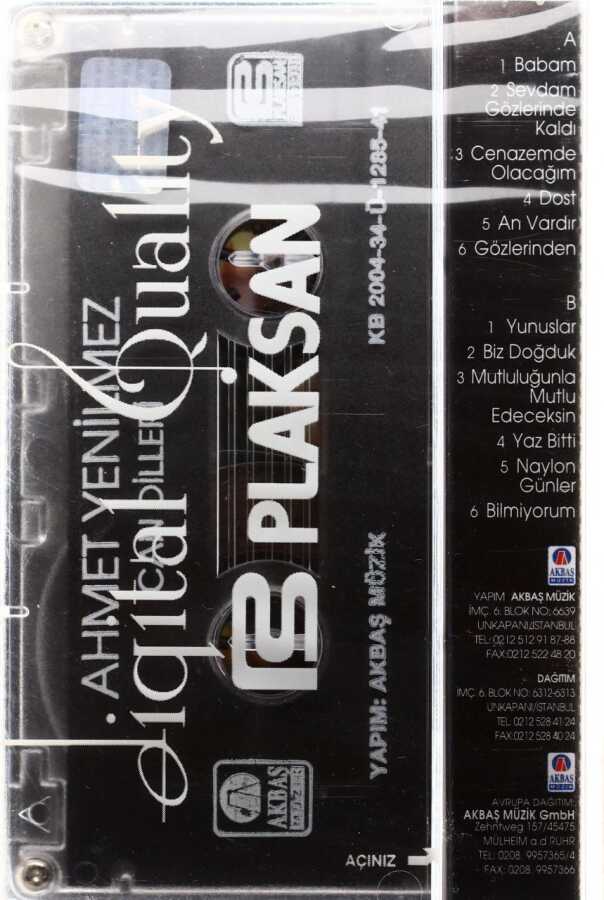 AHMET YENİLMEZ
CAN DİLLERİ
Digital Quality
PLAKSAN
KB 2004-34-Ü-1285-41
YAPIM: AKBAŞ MÜZİK
AKBAŞ
MÜZİK
AÇINIZ
A
1 Babam
2 Sevdam
Gözlerinde
Kaldı
3 Cenazemde
Olacağım
4 Dost
5 An Vardır
6 Gözlerinden
B
1 Yunuslar
2 Biz Doğduk
3 Mutluluğunla
Mutlu
Edeceksin
4 Yaz Bitti
5 Naylon
Günler
6 Bilmiyorum
AKBAŞ
MÜZİK
YAPIM AKBAŞ MÜZİK
İMÇ. 6. BLOK NO; 6639
UNKAPANI/İSTANBUL
TEL: 0212 512 91 87-88
FAX:0212 522 48 20
DAĞITIM
İMÇ 6. BLOK NO: 6312-6313
UNKAPANI/İSTANBUL
TEL 0212 528 41 24
FAX:0212 528 40 24
AKBAŞ
MÜZİK
AVRUPA DAĞITIM:
AKBAŞ MÜZİK GmbH
Zehntweg 157/45475
MÜLHEIM a.d RUHR
TEL: 0208. 9957365/4
FAX: 0208. 9957366